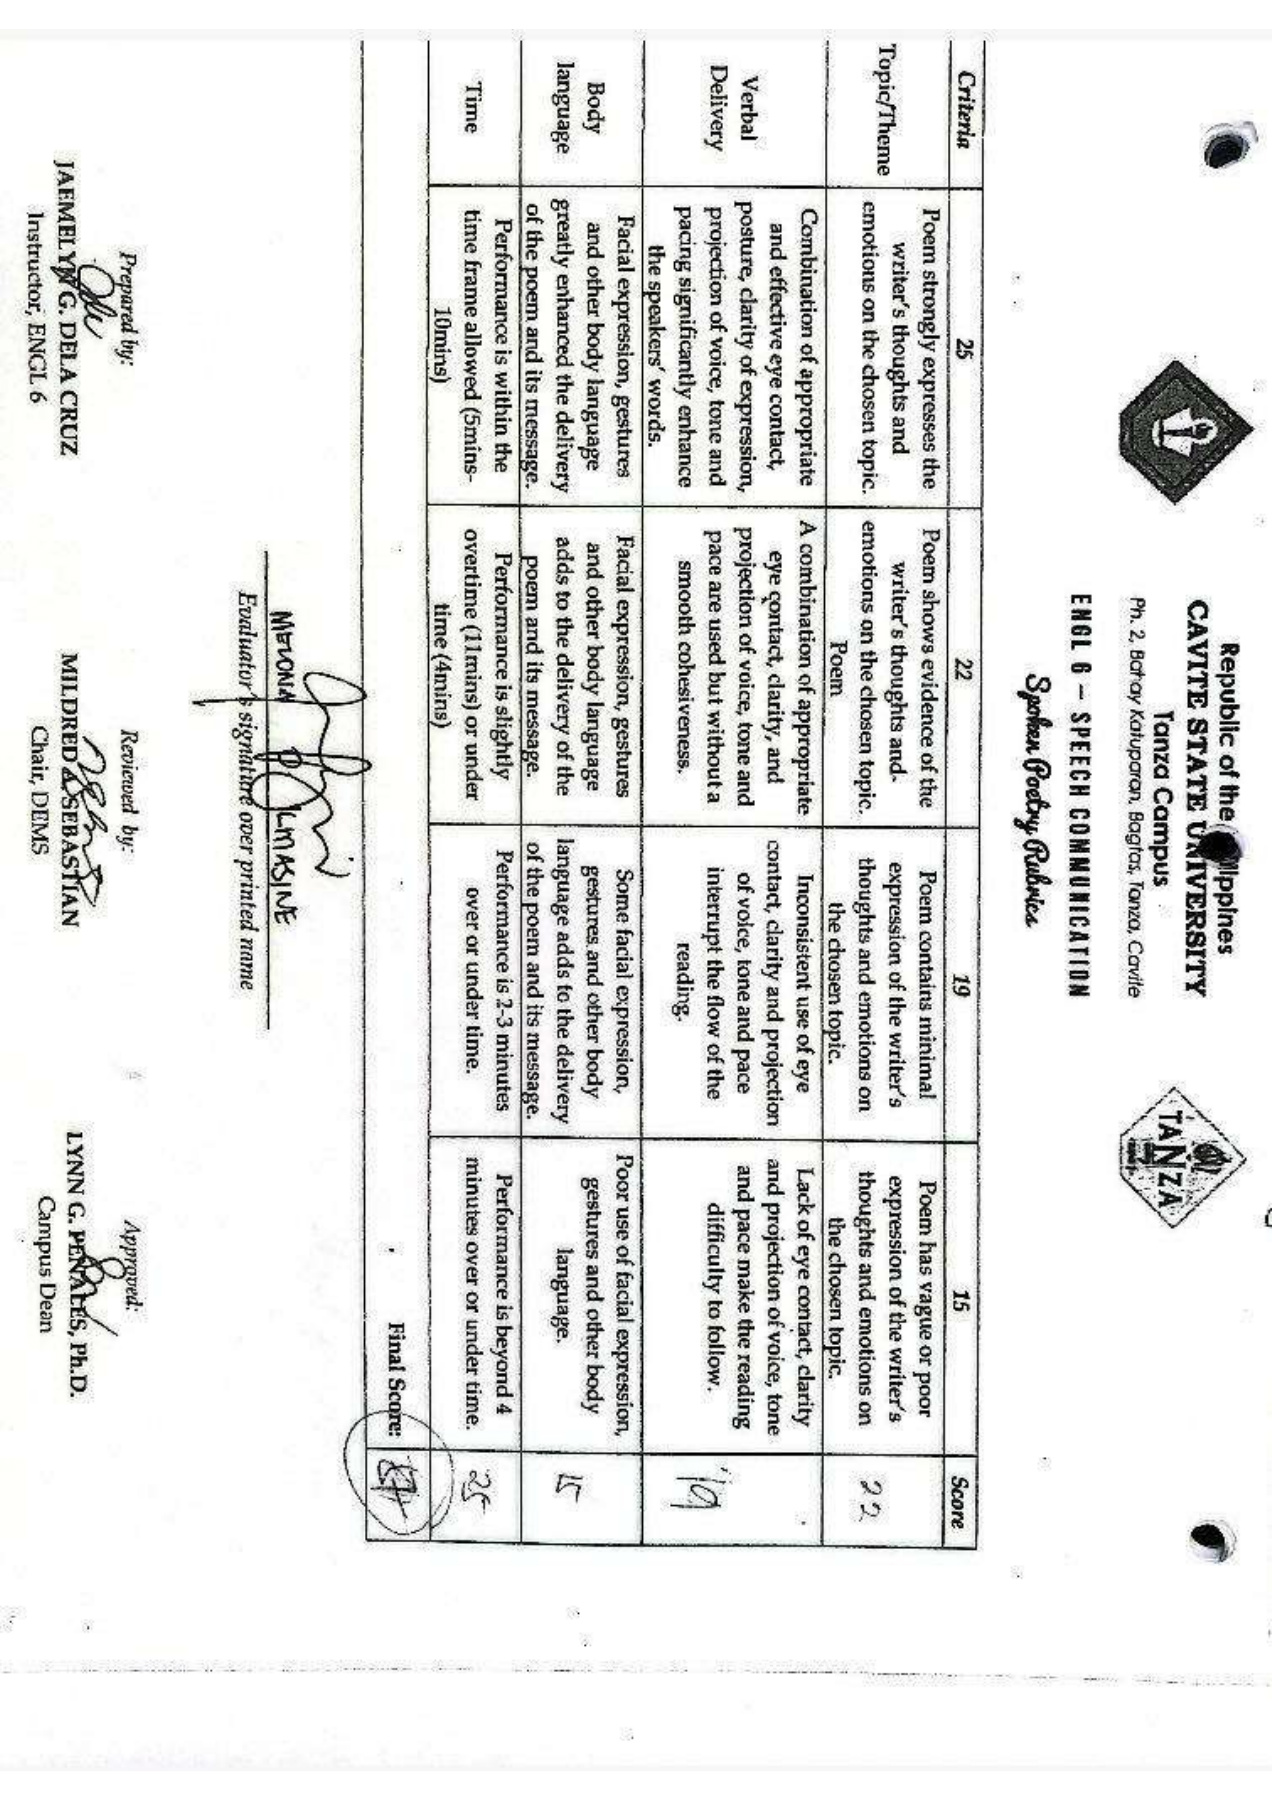 Republic of the
CAVITE STATE UNIVERSITY
Tanza Campus
Ph. 2, Bahay Katuparan, Bagtas, Tanza, Cavite
TANZA
ENGL 6 – SPEECH COMMUNICATION
Spoken Poetry Rubrics
Criteria 25 22 19 15 Score
Topic/Theme
Poem strongly expresses the
writer's thoughts and
emotions on the chosen topic.
Poem shows evidence of the
writer's thoughts and
emotions on the chosen topic.
Poem
Poem contains minimal
expression of the writer's
thoughts and emotions on
the chosen topic.
Poem has vague or poor
expression of the writer's
thoughts and emotions on
the chosen topic.
22
Verbal
Delivery
Combination of appropriate
and effective eye contact,
posture, clarity of expression,
projection of voice, tone and
pacing significantly enhance
the speakers' words.
A combination of appropriate
eye contact, clarity, and
projection of voice, tone and
pace are used but without a
smooth cohesiveness.
Inconsistent use of eye
contact, clarity and projection
of voice, tone and pace
interrupt the flow of the
reading.
Lack of eye contact, clarity
and projection of voice, tone
and pace make the reading
difficulty to follow.
19
Body
language
Facial expression, gestures
and other body language
greatly enhanced the delivery
of the poem and its message.
Facial expression, gestures
and other body language
adds to the delivery of the
poem and its message.
Some facial expression,
gestures and other body
language adds to the delivery
of the poem and its message.
Poor use of facial expression,
gestures and other body
language.
15
Time
Performance is within the
time frame allowed (5mins-
10mins)
Performance is slightly
overtime (11mins) or under
time (4mins)
Performance is 2-3 minutes
over or under time.
Performance is beyond 4
minutes over or under time.
25
Final Score:
Evaluator's signature over printed name
Prepared by:
JAEMELYN G. DELA CRUZ
Instructor, ENGL 6
Reviewed by:
MILDRED A. SEBASTIAN
Chair, DEMS
Approved:
LYNN G. PENALES, Ph.D.
Campus Dean